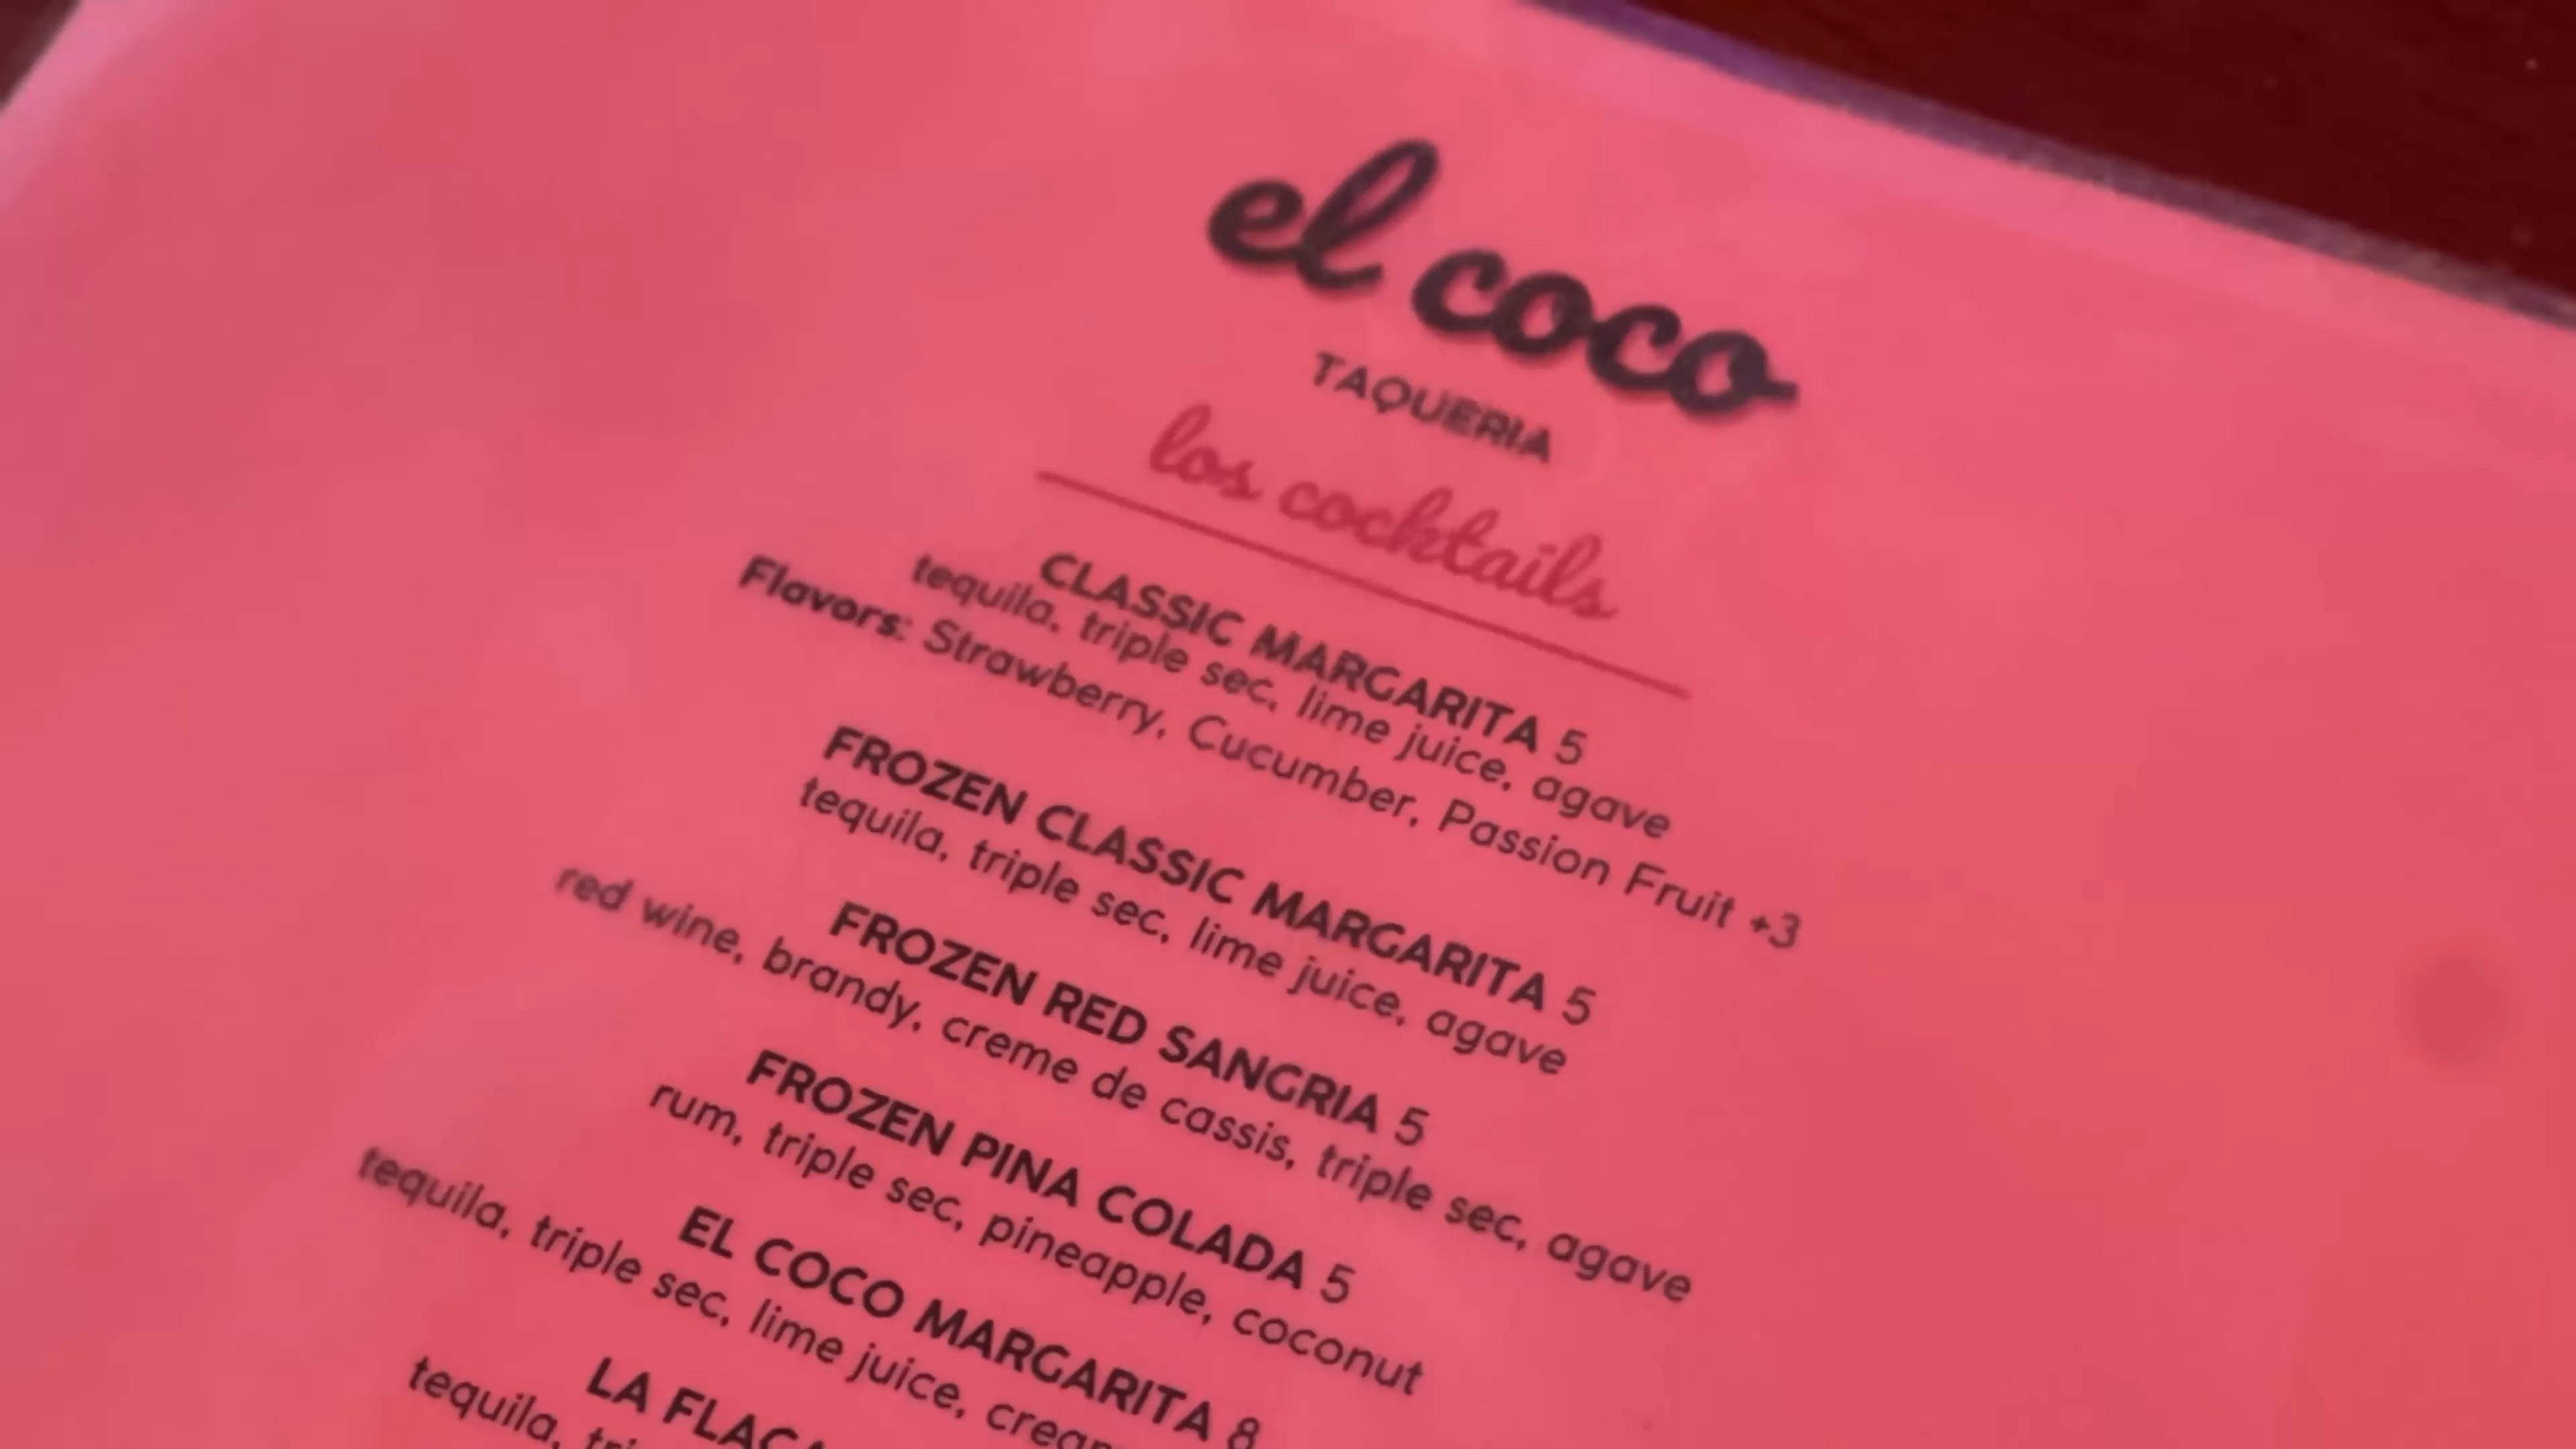 el coco
TAQUERIA
los cocktails
CLASSIC MARGARITA 5
tequila, triple sec, lime juice, agave
Flavors: Strawberry, Cucumber, Passion Fruit +3
FROZEN CLASSIC MARGARITA 5
tequila, triple sec, lime juice, agave
FROZEN RED SANGRIA 5
red wine, brandy, creme de cassis, triple sec, agave
FROZEN PINA COLADA 5
rum, triple sec, pineapple, coconut
EL COCO MARGARITA 8
tequila, triple sec, lime juice,
LA
tequila,